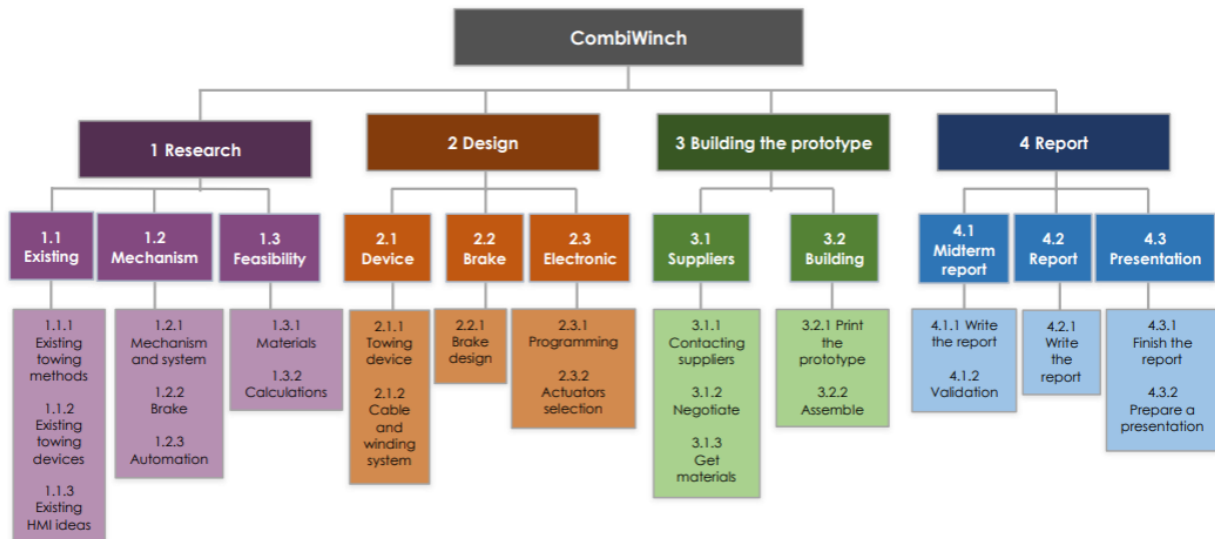 CombiWinch
1 Research
2 Design
3 Building the prototype
4 Report
1.1
Existing
1.2
Mechanism
1.3
Feasibility
2.1
Device
2.2
Brake
2.3
Electronic
3.1
Suppliers
3.2
Building
4.1
Midterm
report
4.2
Report
4.3
Presentation
1.1.1
Existing
towing
methods
1.1.2
Existing
towing
devices
1.1.3
Existing
HMI ideas
1.2.1
Mechanism
and system
1.2.2
Brake
1.2.3
Automation
1.3.1
Materials
1.3.2
Calculations
2.1.1
Towing
device
2.1.2
Cable
and
winding
system
2.2.1
Brake
design
2.3.1
Programming
2.3.2
Actuators
selection
3.1.1
Contacting
suppliers
3.1.2
Negotiate
3.1.3
Get
materials
3.2.1 Print
the
prototype
3.2.2
Assemble
4.1.1 Write
the report
4.1.2
Validation
4.2.1
Write
the
report
4.3.1
Finish the
report
4.3.2
Prepare a
presentation